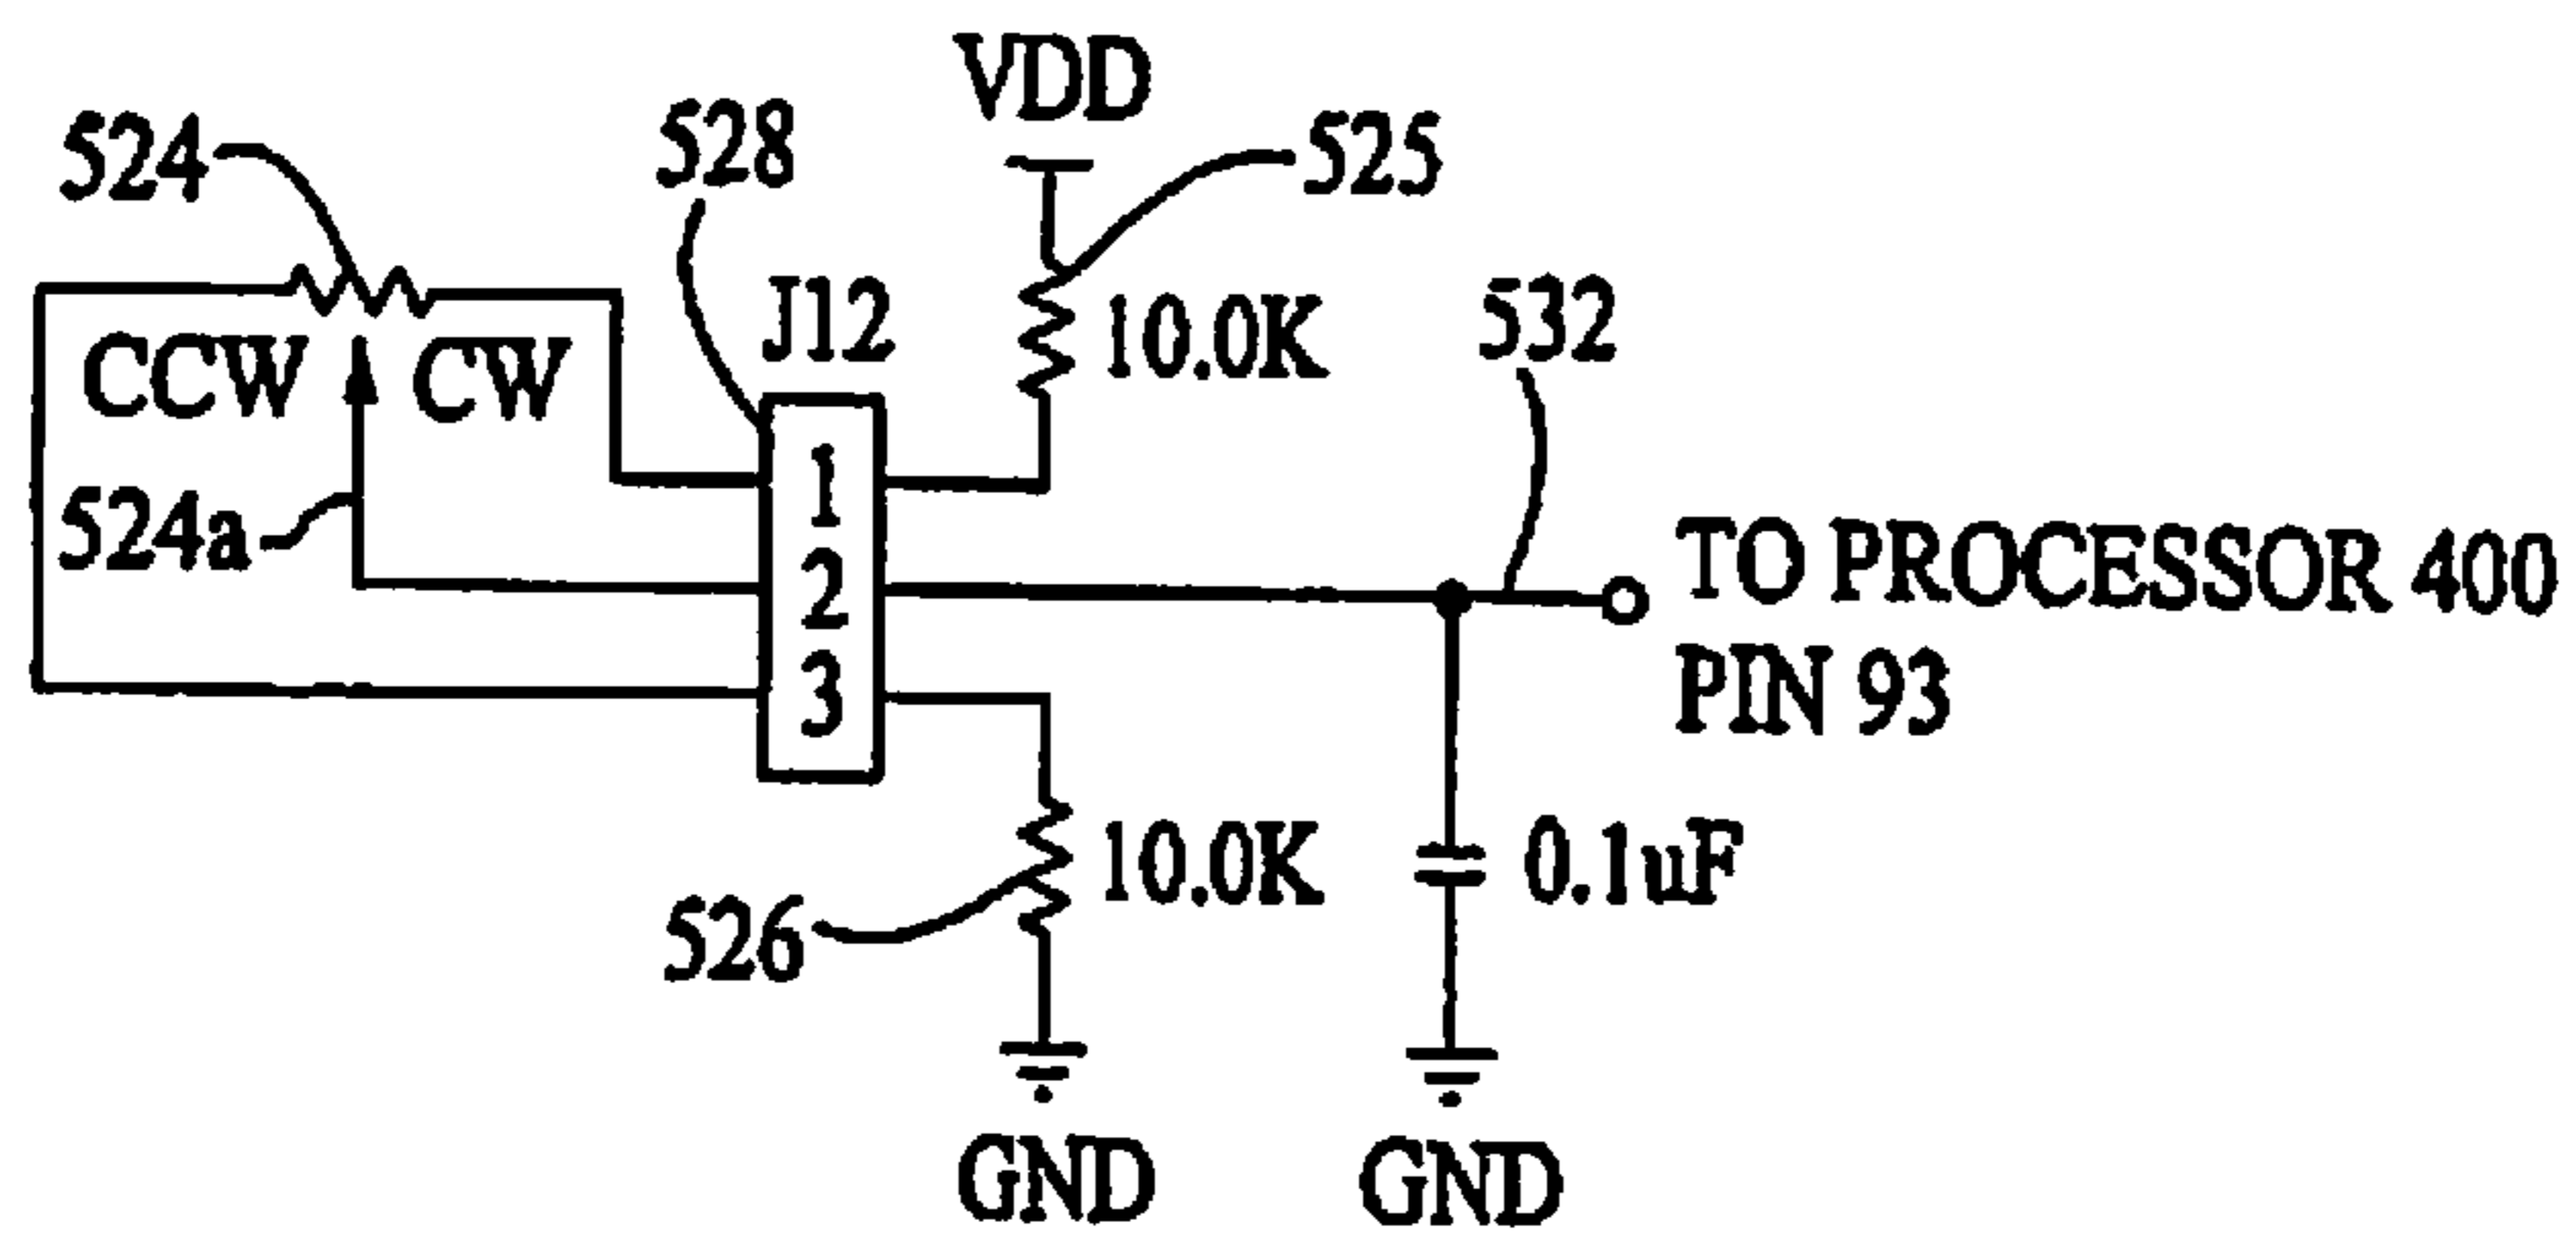 VDD
524
528
525
J12
10.0K
532
CCW
CW
1
524a
2
TO PROCESSOR 400
PIN 93
3
10.0K
0.1uF
526
GND
GND